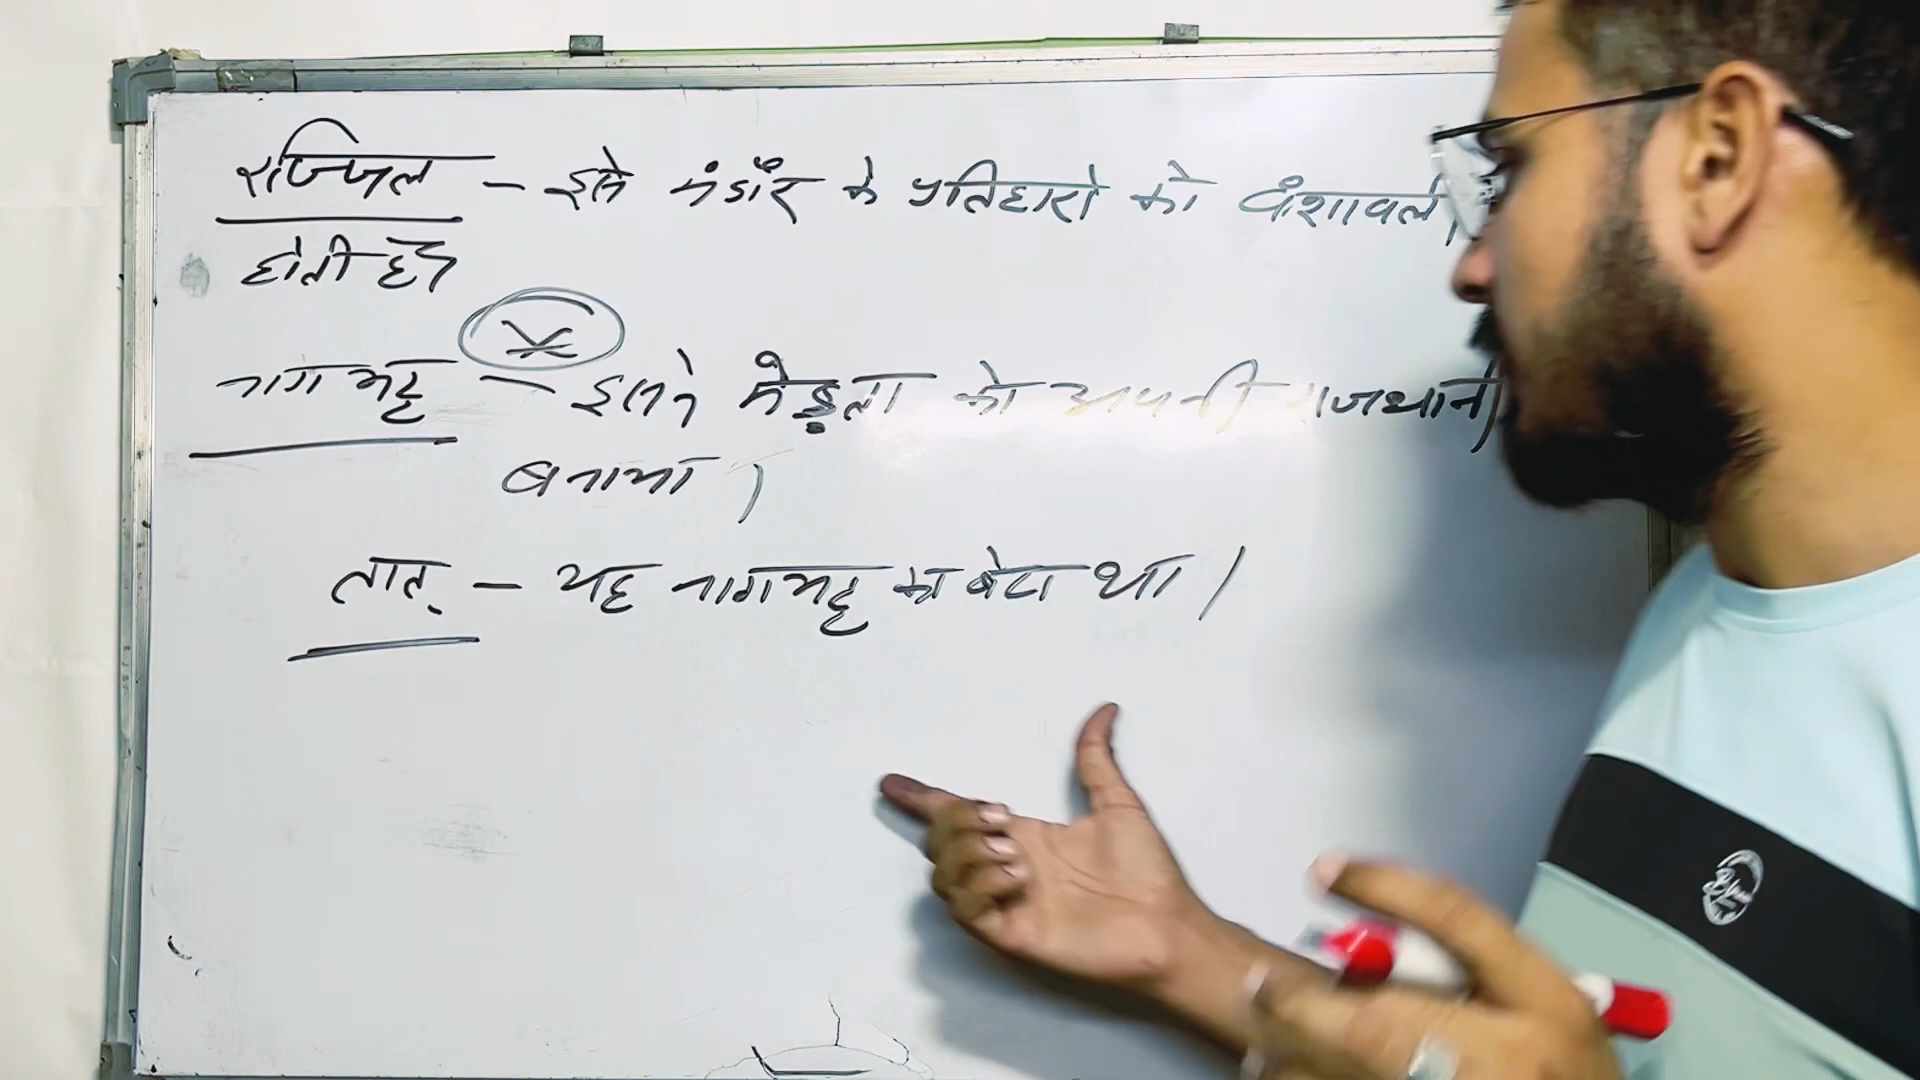 रज्जिल - इसे मंडौर के प्रतिहारो को वंशावली
होती है
नागभट्ट - इसने मेड़ता को अपनी राजधानी
बनाया ।
तात - यह नागभट्ट का बेटा था ।